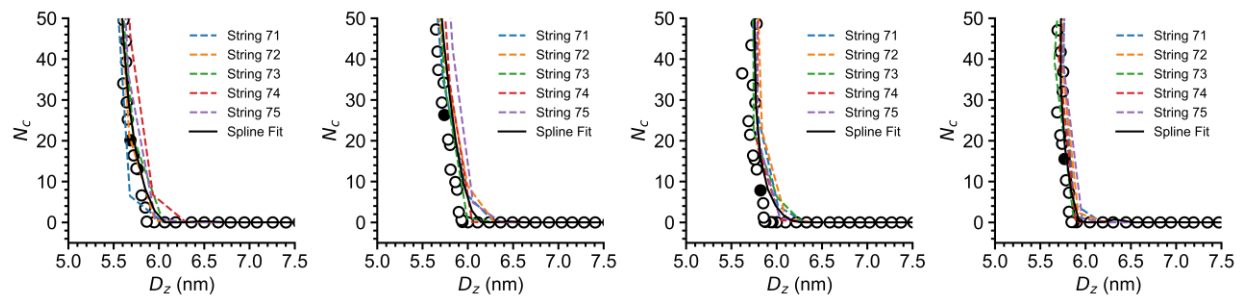 50
40
30
20
10
0
N_c
5.0 5.5 6.0 6.5 7.0 7.5
D_z (nm)
String 71
String 72
String 73
String 74
String 75
Spline Fit
50
40
30
20
10
0
N_c
5.0 5.5 6.0 6.5 7.0 7.5
D_z (nm)
String 71
String 72
String 73
String 74
String 75
Spline Fit
50
40
30
20
10
0
N_c
5.0 5.5 6.0 6.5 7.0 7.5
D_z (nm)
String 71
String 72
String 73
String 74
String 75
Spline Fit
50
40
30
20
10
0
N_c
5.0 5.5 6.0 6.5 7.0 7.5
D_z (nm)
String 71
String 72
String 73
String 74
String 75
Spline Fit